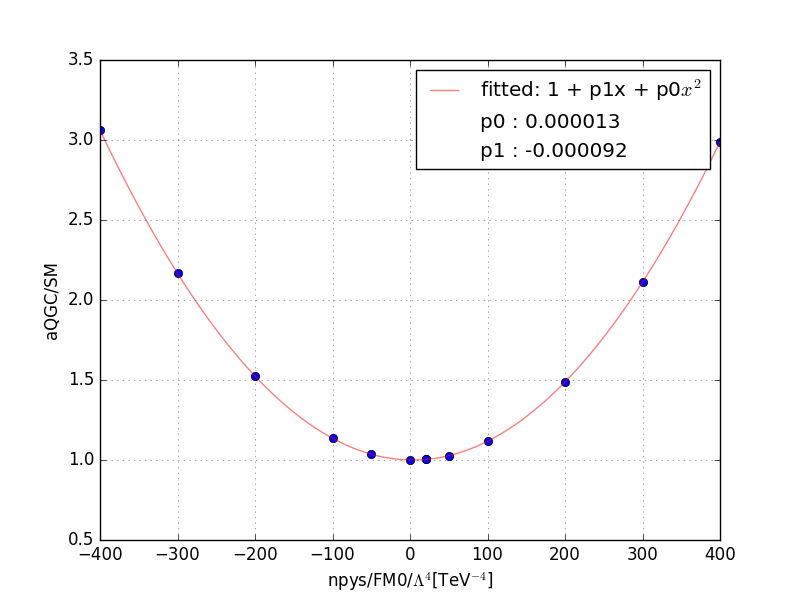 fitted: 1 + p1x + p0x²
p0 : 0.000013
p1 : -0.000092
3.5
3.0
2.5
2.0
1.5
1.0
0.5
aQGC/SM
−400 −300 −200 −100 0 100 200 300 400
npys/FM0/Λ⁴[TeV⁻⁴]